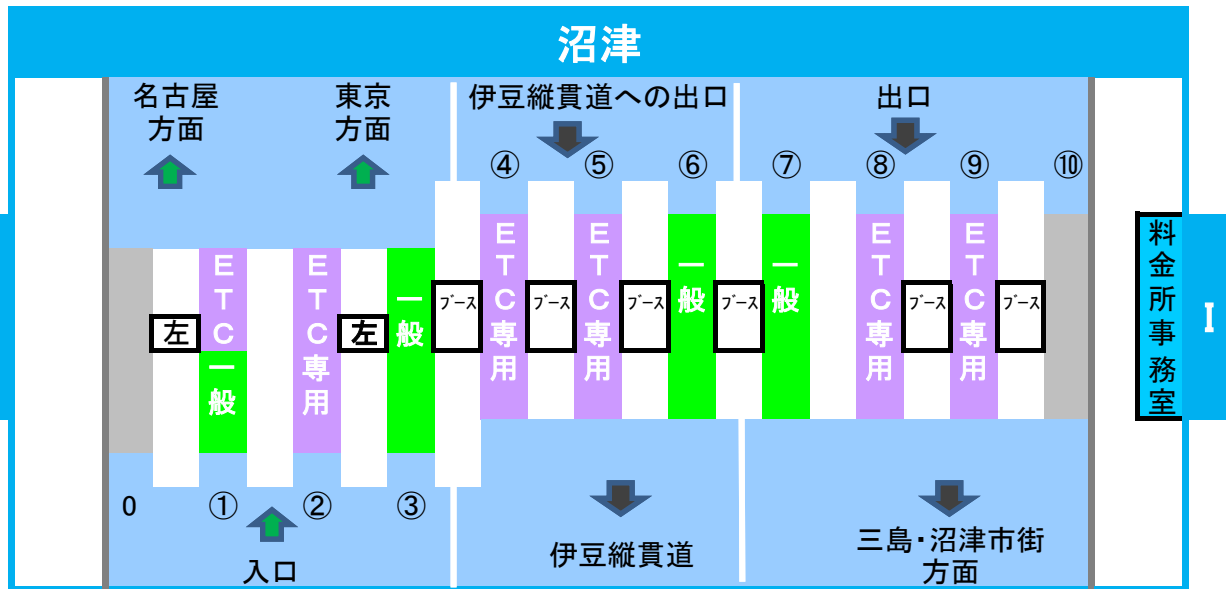 沼津
名古屋
方面
東京
方面
伊豆縦貫道への出口
出口
④
⑤
⑥
⑦
⑧
⑨
⑩
左
ETC
一般
ETC専用
左
一般
ブース
ETC専用
ブース
ETC専用
ブース
一般
ブース
一般
ETC専用
ブース
ETC専用
ブース
料金所事務室
I
0
①
②
③
入口
伊豆縦貫道
三島・沼津市街
方面